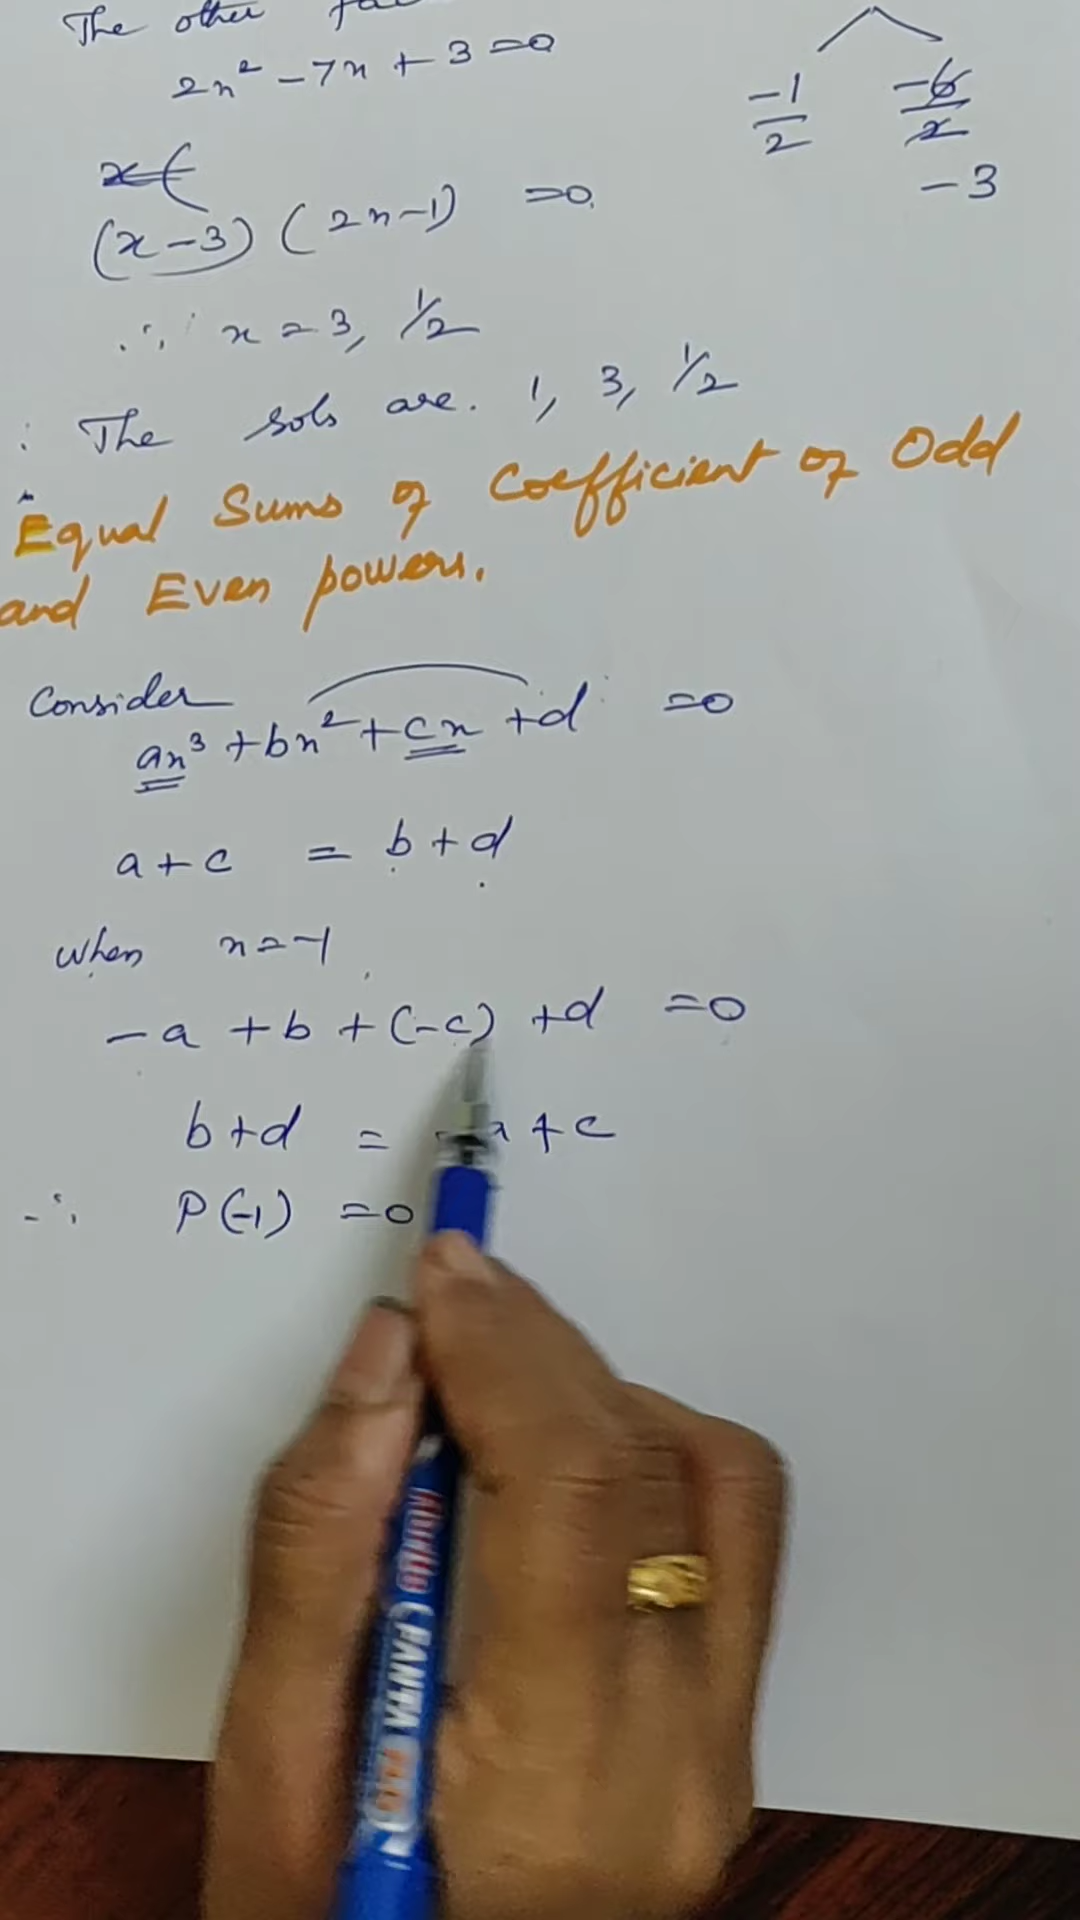 The other
2x² - 7x + 3 = 0
-1/2 -6/2
-3
x(
(x-3) (2x-1) = 0.
∴ x = 3, 1/2
∴ The sols are. 1, 3, 1/2
Equal Sums of Coefficient of Odd
and Even powers.
Consider
ax³ + bx² + cx + d = 0
a + c = b + d
When x = -1
-a + b + (-c) + d = 0
b + d = a + c
∴ P(-1) = 0
(FANTA